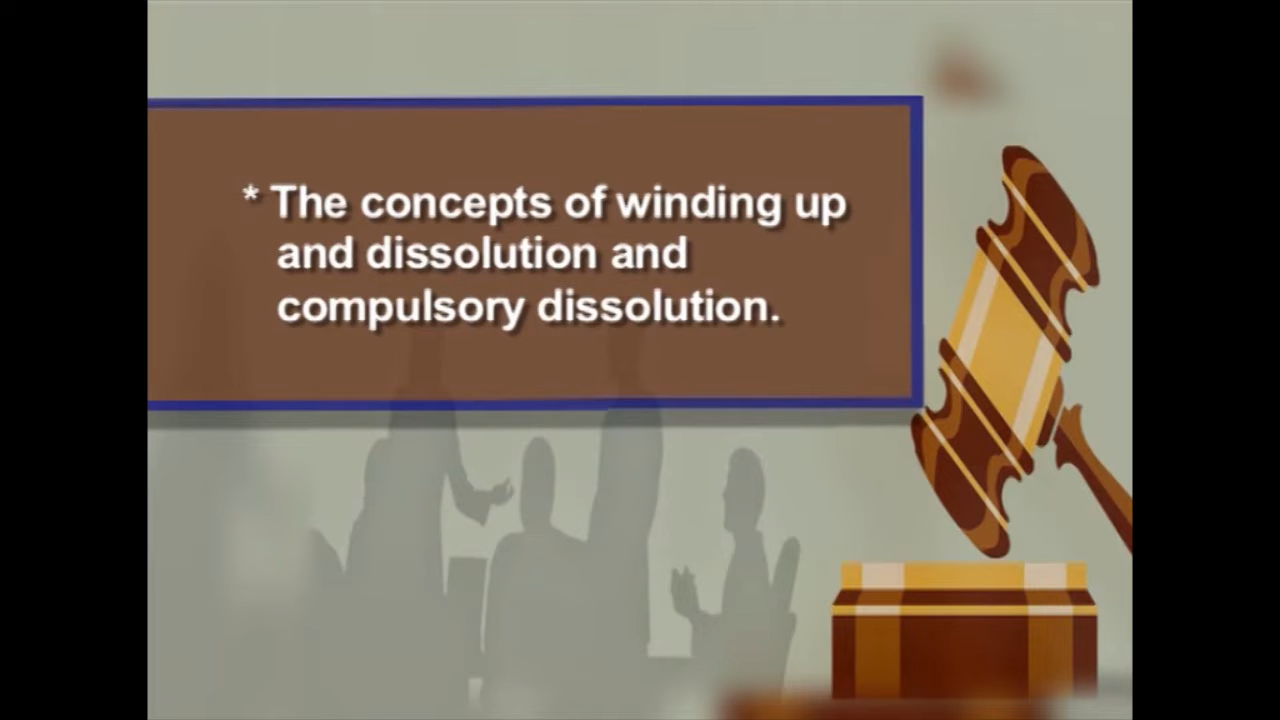 * The concepts of winding up
and dissolution and
compulsory dissolution.